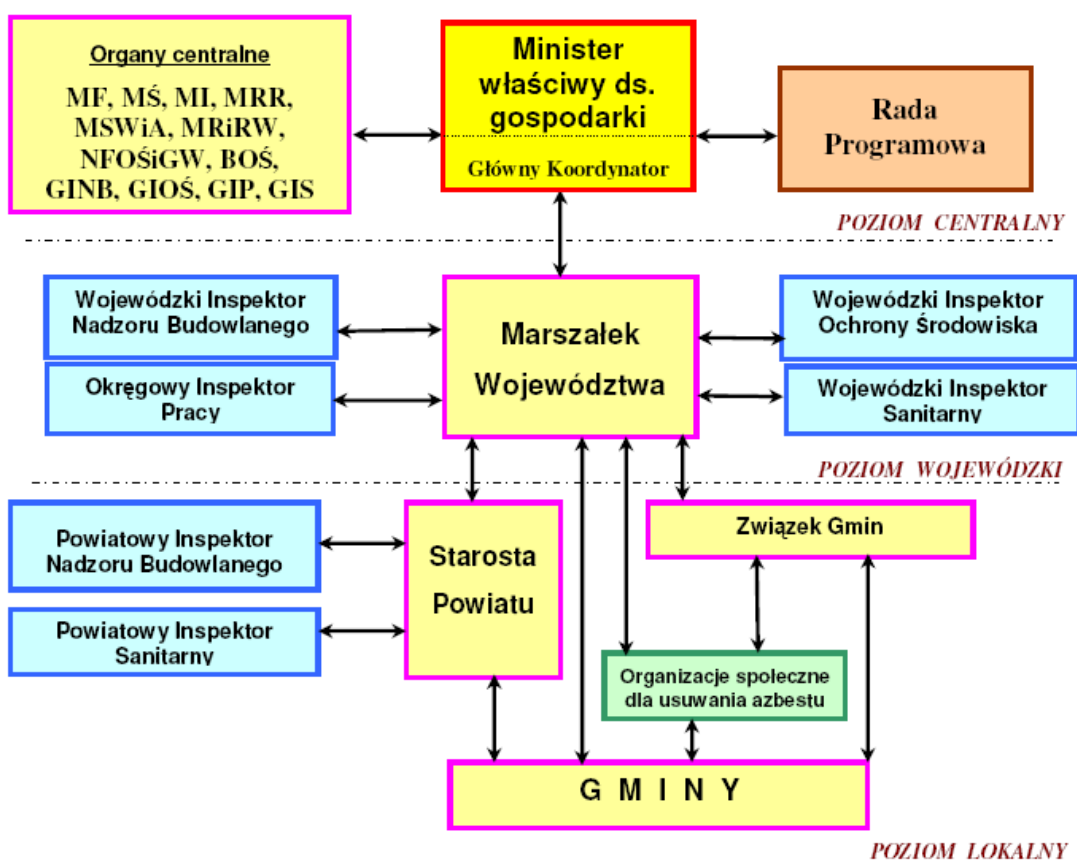 Organy centralne
MF, MŚ, MI, MRR,
MSWiA, MRiRW,
NFOŚiGW, BOŚ,
GINB, GIOŚ, GIP, GIS
Minister
właściwy ds.
gospodarki
Główny Koordynator
Rada
Programowa
POZIOM CENTRALNY
Wojewódzki Inspektor
Nadzoru Budowlanego
Okręgowy Inspektor
Pracy
Marszałek
Województwa
Wojewódzki Inspektor
Ochrony Środowiska
Wojewódzki Inspektor
Sanitarny
POZIOM WOJEWÓDZKI
Powiatowy Inspektor
Nadzoru Budowlanego
Powiatowy Inspektor
Sanitarny
Starosta
Powiatu
Związek Gmin
Organizacje społeczne
dla usuwania azbestu
G M I N Y
POZIOM LOKALNY